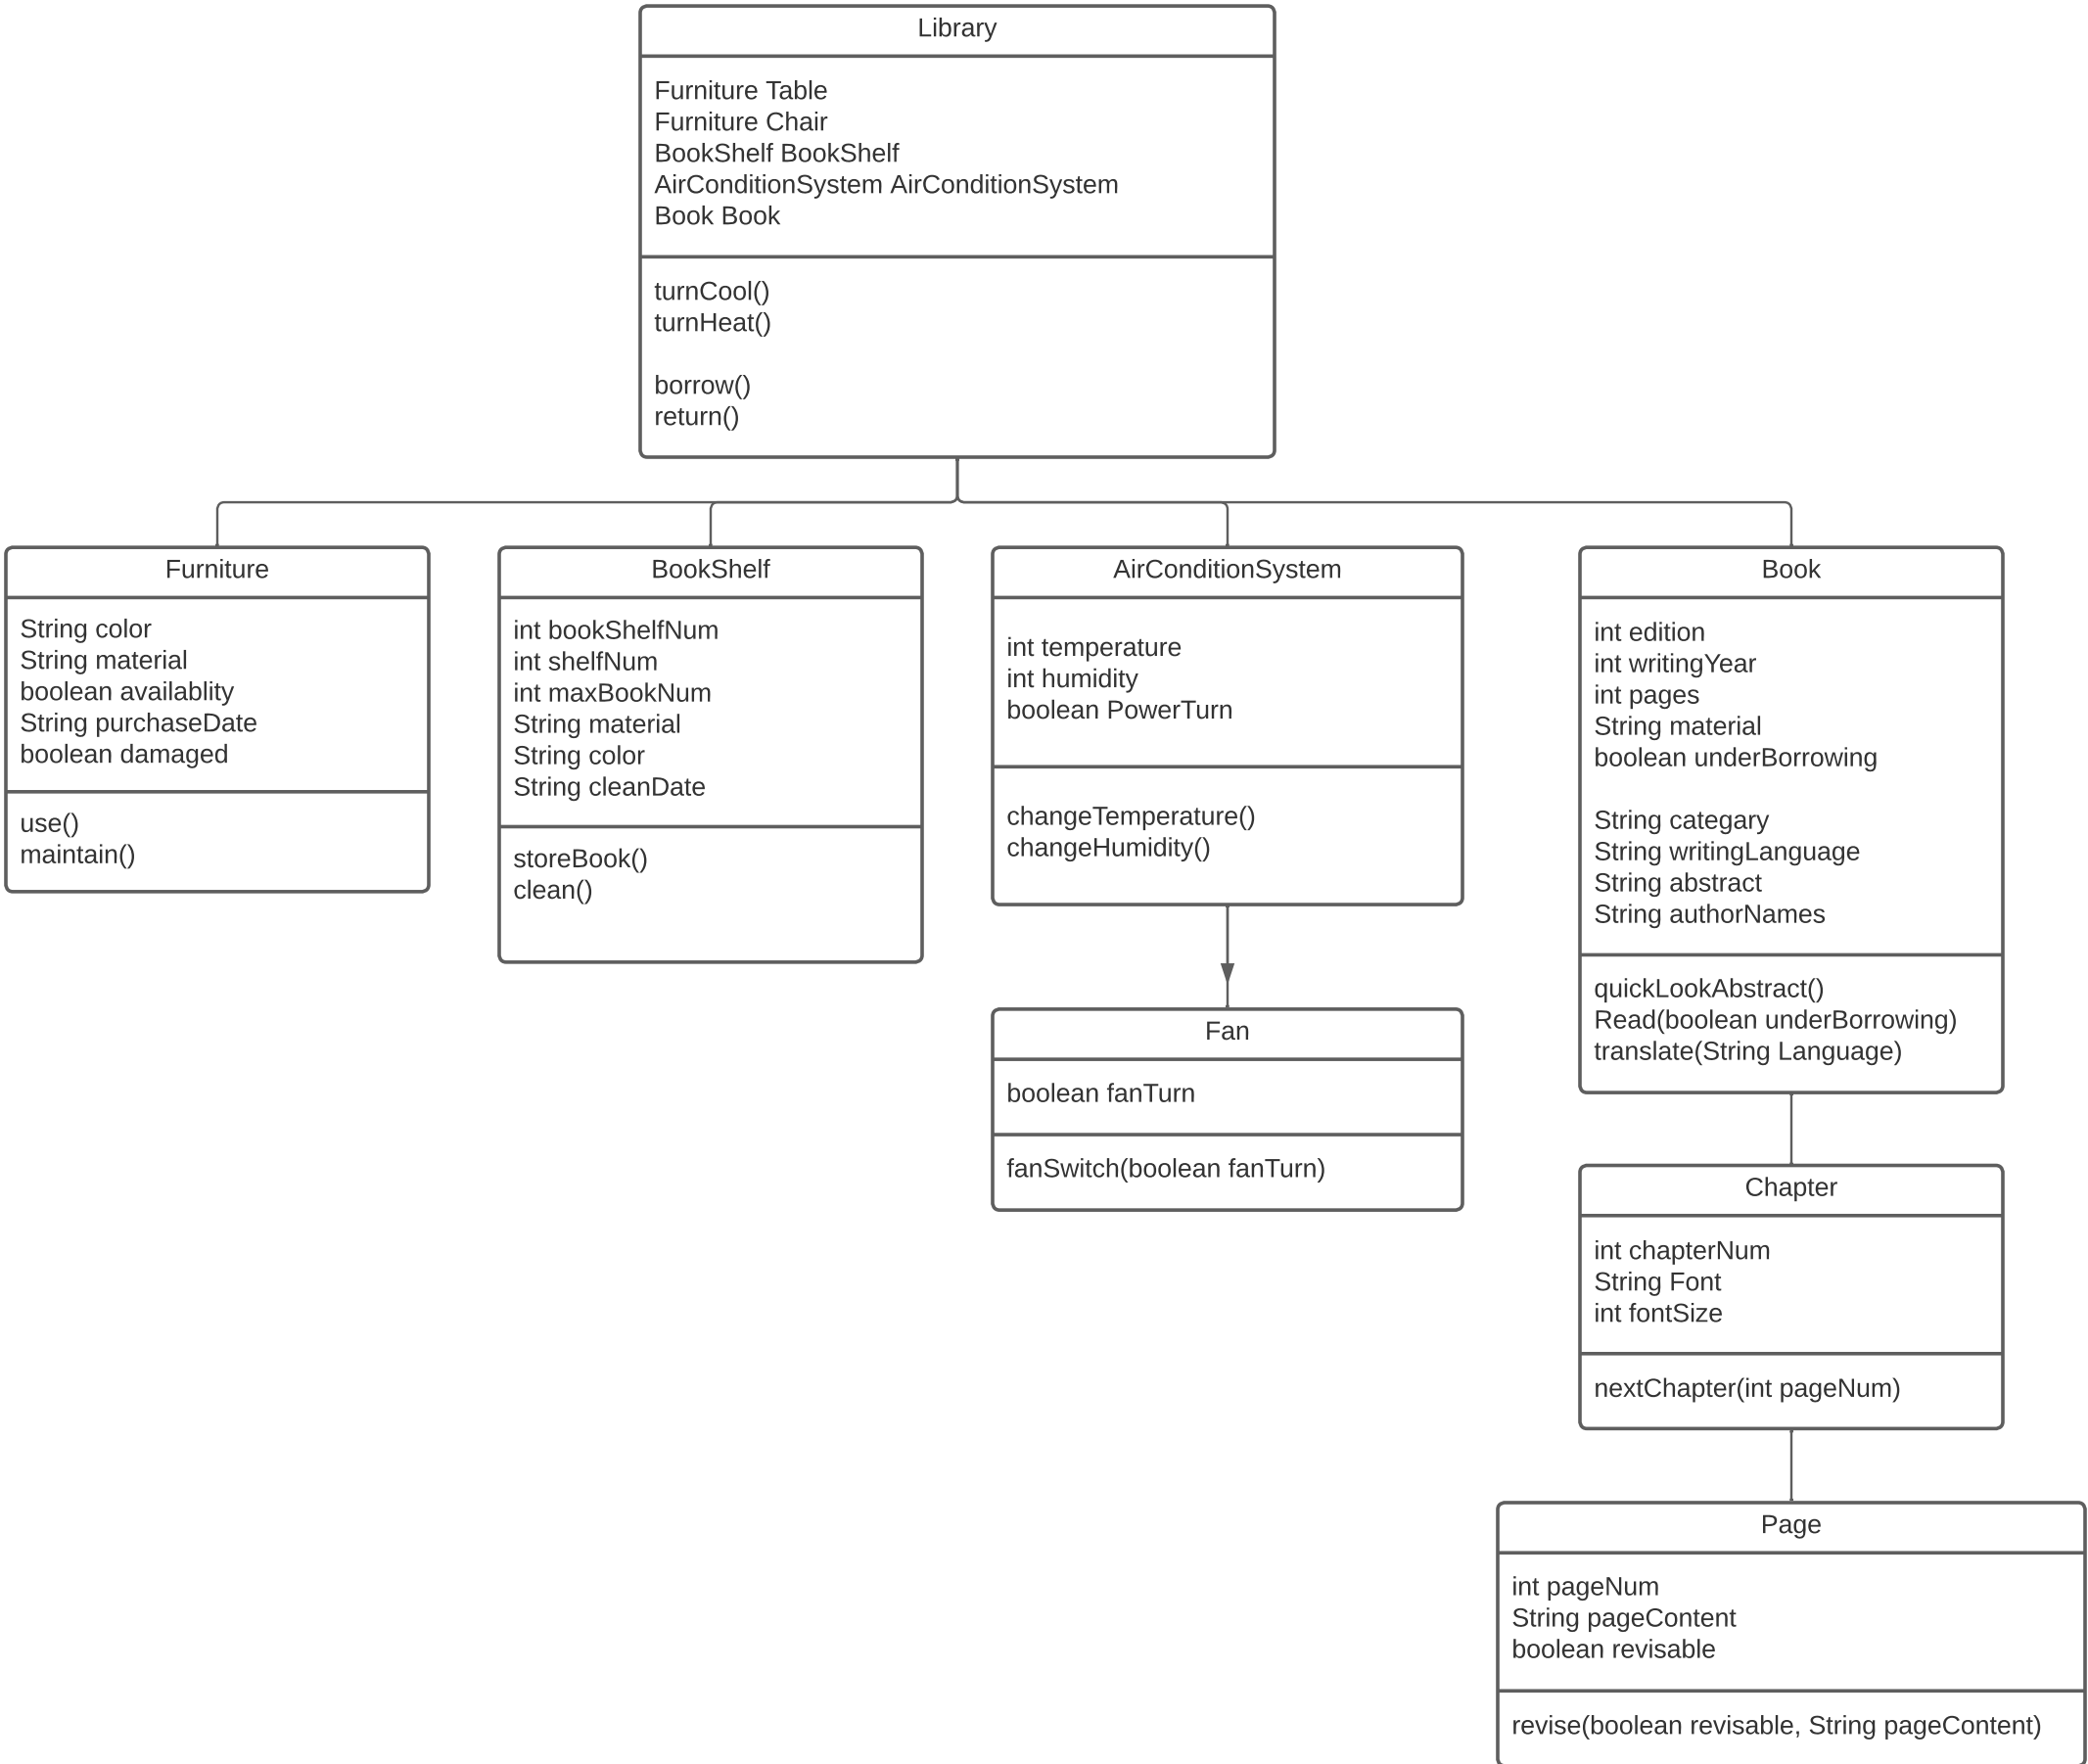 Library
Furniture Table
Furniture Chair
BookShelf BookShelf
AirConditionSystem AirConditionSystem
Book Book
turnCool()
turnHeat()
borrow()
return()
Furniture
String color
String material
boolean availablity
String purchaseDate
boolean damaged
use()
maintain()
BookShelf
int bookShelfNum
int shelfNum
int maxBookNum
String material
String color
String cleanDate
storeBook()
clean()
AirConditionSystem
int temperature
int humidity
boolean PowerTurn
changeTemperature()
changeHumidity()
Fan
boolean fanTurn
fanSwitch(boolean fanTurn)
Book
int edition
int writingYear
int pages
String material
boolean underBorrowing
String categary
String writingLanguage
String abstract
String authorNames
quickLookAbstract()
Read(boolean underBorrowing)
translate(String Language)
Chapter
int chapterNum
String Font
int fontSize
nextChapter(int pageNum)
Page
int pageNum
String pageContent
boolean revisable
revise(boolean revisable, String pageContent)